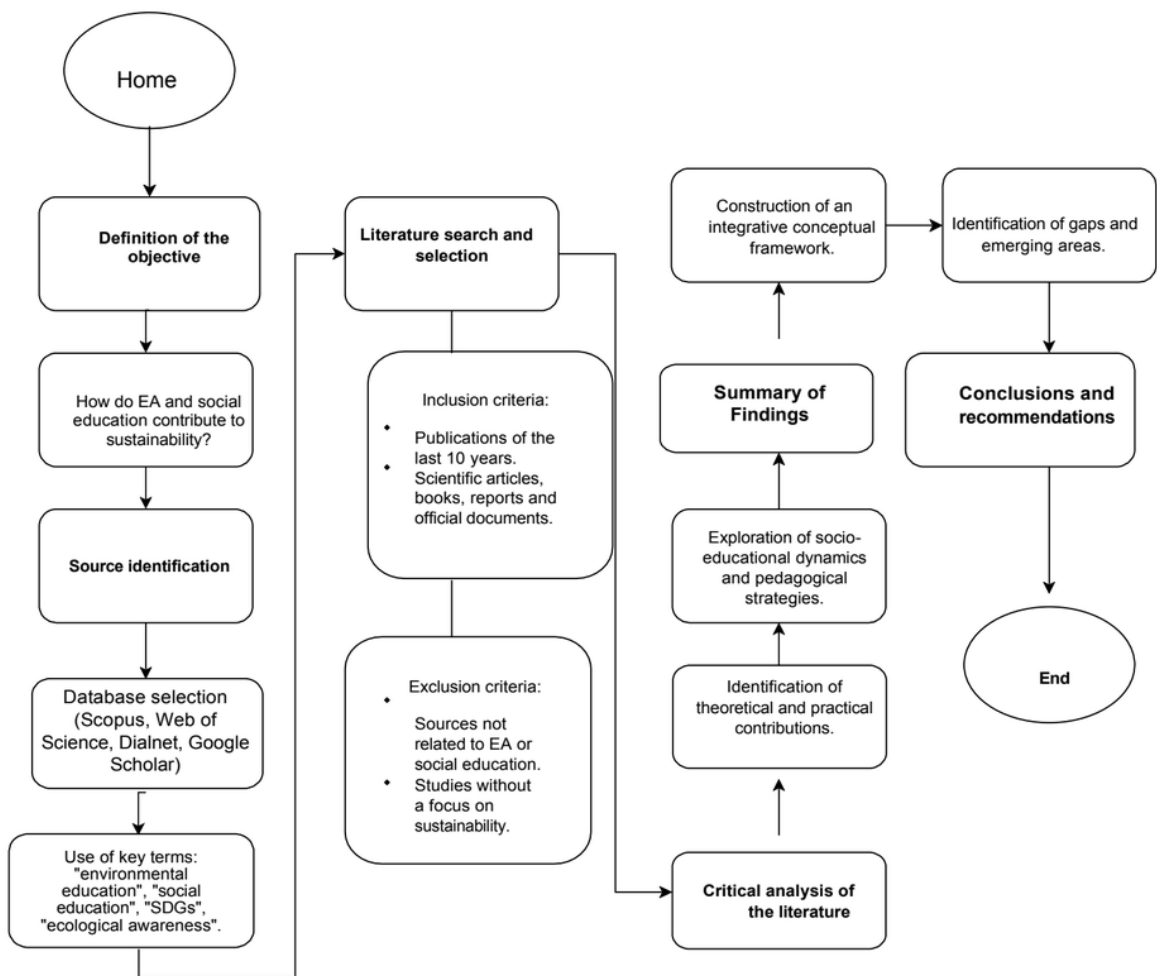 Home
Definition of the
objective
How do EA and social
education contribute to
sustainability?
Source identification
Database selection
(Scopus, Web of
Science, Dialnet, Google
Scholar)
Use of key terms:
"environmental
education", "social
education", "SDGs",
"ecological awareness".
Literature search and
selection
Inclusion criteria:
• Publications of the
last 10 years.
• Scientific articles,
books, reports and
official documents.
Exclusion criteria:
• Sources not
related to EA or
social education.
• Studies without
a focus on
sustainability.
Critical analysis of
the literature
Identification of
theoretical and practical
contributions.
Exploration of socio-
educational dynamics
and pedagogical
strategies.
Summary of
Findings
Construction of an
integrative conceptual
framework.
Identification of gaps and
emerging areas.
Conclusions and
recommendations
End